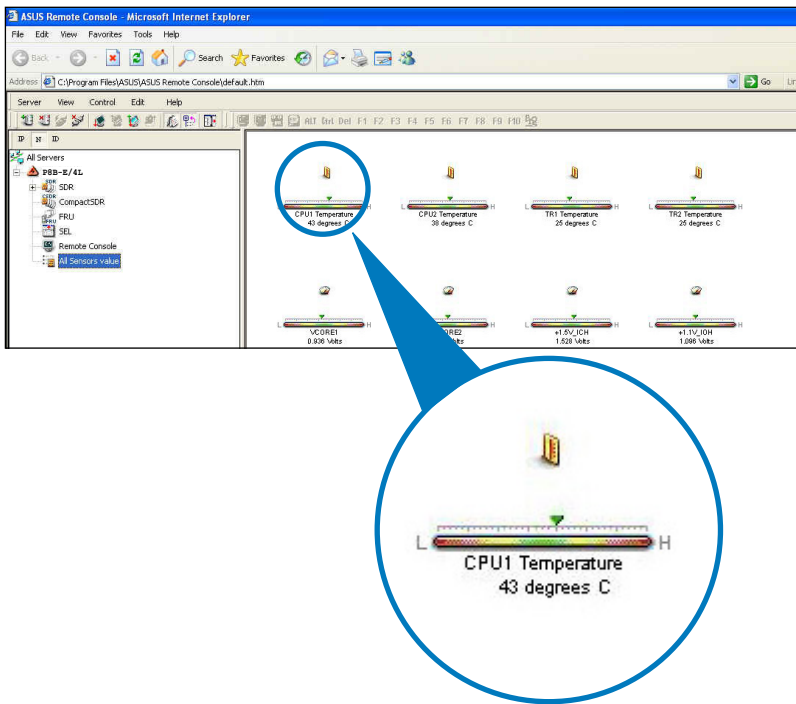 ASUS Remote Console - Microsoft Internet Explorer
File Edit View Favorites Tools Help
Back Search Favorites
Address C:\Program Files\ASUS\ASUS Remote Console\default.htm Go
Server View Control Edit Help
ALT Ctrl Del F1 F2 F3 F4 F5 F6 F7 F8 F9 F10
IP N ID
All Servers
P8B-E/4L
SDR
SDR
CSDR
CompactSDR
FRU
FRU
SEL
Remote Console
All Sensors value
L H L H L H L H
CPU1 Temperature CPU2 Temperature TR1 Temperature TR2 Temperature
43 degrees C 38 degrees C 25 degrees C 25 degrees C
L H H L H L H
VCORE1 +1.5V_ICH +1.1V_IOH
0.936 Volts 1.528 Volts 1.096 Volts
L H
CPU1 Temperature
43 degrees C